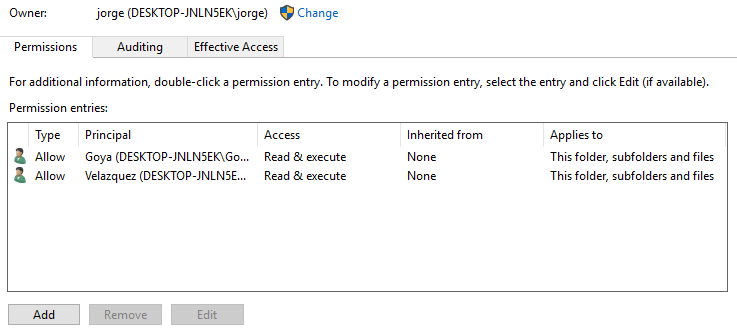 Owner: jorge (DESKTOP-JNLN5EK\jorge) Change
Permissions Auditing Effective Access
For additional information, double-click a permission entry. To modify a permission entry, select the entry and click Edit (if available).
Permission entries:
Type Principal Access Inherited from Applies to
Allow Goya (DESKTOP-JNLN5EK\Go... Read & execute None This folder, subfolders and files
Allow Velazquez (DESKTOP-JNLN5E... Read & execute None This folder, subfolders and files
Add Remove Edit